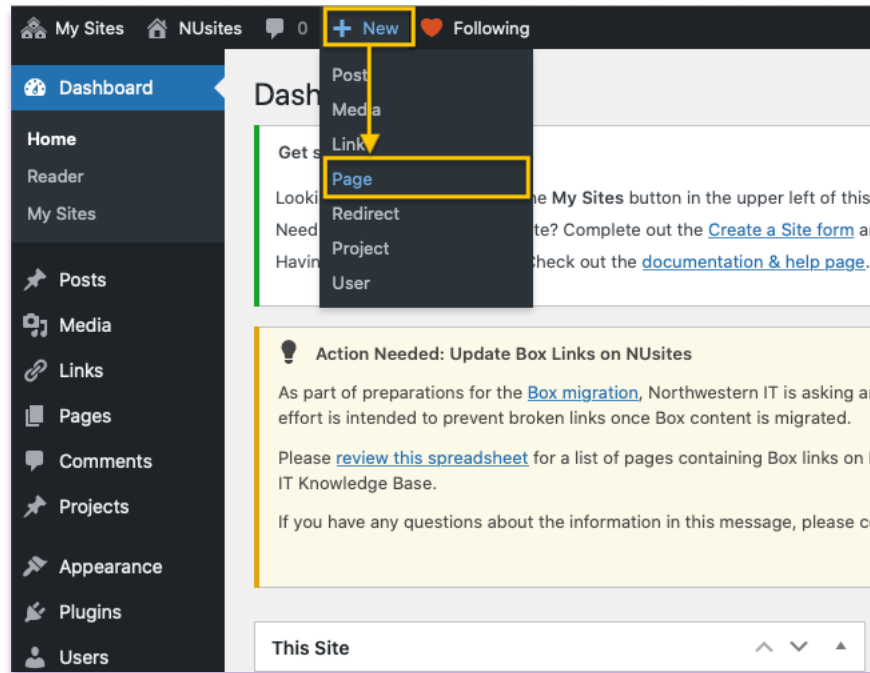 My Sites NUsites 0 + New Following
Dashboard
Home
Reader
My Sites
Posts
Media
Links
Pages
Comments
Projects
Appearance
Plugins
Users
Post
Media
Link
Page
Redirect
Project
User
Dash
Get s
Looki e My Sites button in the upper left of this
Need te? Complete out the Create a Site form a
Havin heck out the documentation & help page.
Action Needed: Update Box Links on NUsites
As part of preparations for the Box migration, Northwestern IT is asking a
effort is intended to prevent broken links once Box content is migrated.
Please review this spreadsheet for a list of pages containing Box links on
IT Knowledge Base.
If you have any questions about the information in this message, please c
This Site